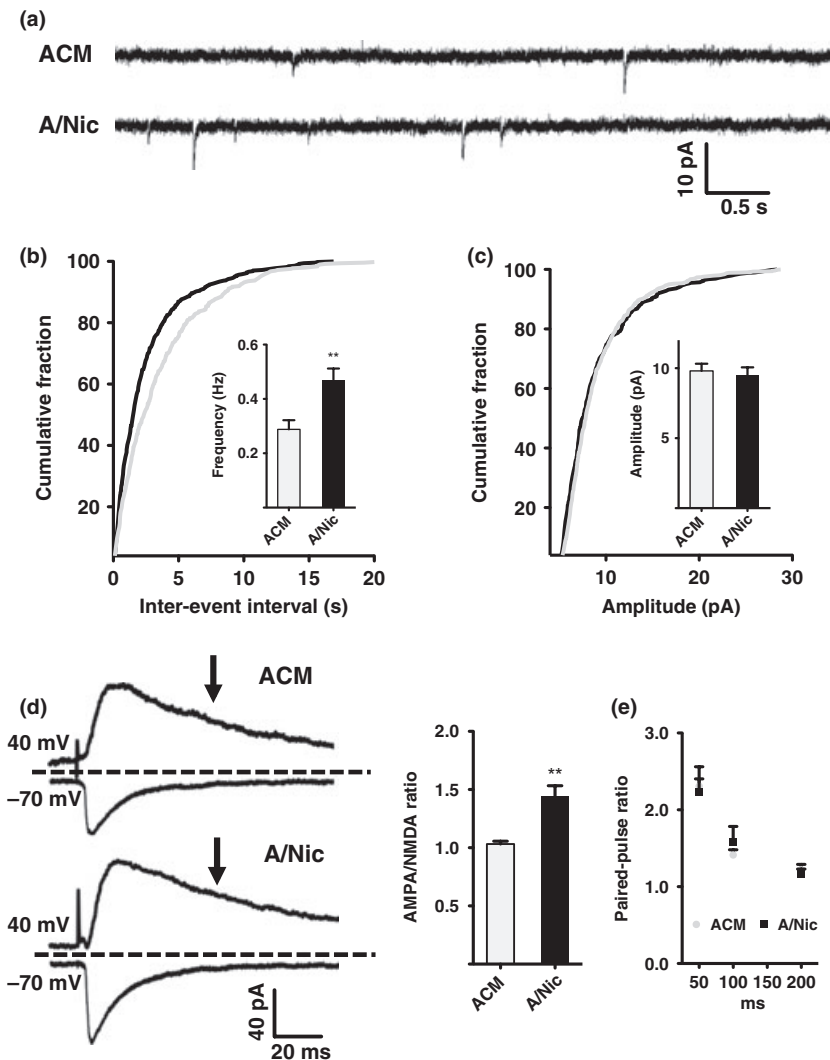 (a)
ACM
A/Nic
10 pA
0.5 s
(b)
100
80
60
40
20
0
5
10
15
20
Cumulative fraction
Inter-event interval (s)
0.6
0.4
0.2
Frequency (Hz)
**
ACM
A/Nic
(c)
100
80
60
40
20
10
20
30
Cumulative fraction
Amplitude (pA)
10
5
Amplitude (pA)
ACM
A/Nic
(d)
ACM
40 mV
–70 mV
A/Nic
40 mV
–70 mV
40 pA
20 ms
2.0
1.5
1.0
0.5
AMPA/NMDA ratio
**
ACM
A/Nic
(e)
3.0
2.0
1.0
0.0
Paired-pulse ratio
ACM
A/Nic
50 100 150 200
ms